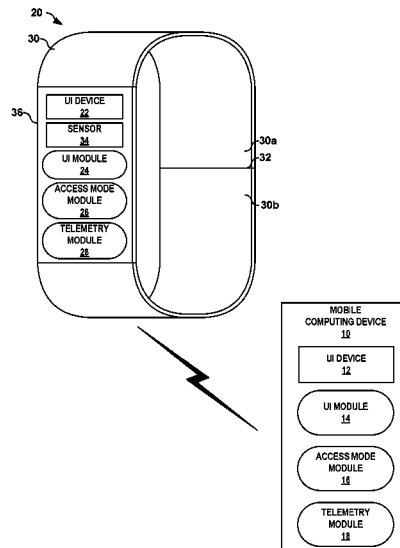 20
30
36
UI DEVICE
22
SENSOR
34
UI MODULE
24
ACCESS MODE
MODULE
26
TELEMETRY
MODULE
28
30a
32
30b
MOBILE
COMPUTING DEVICE
10
UI DEVICE
12
UI MODULE
14
ACCESS MODE
MODULE
16
TELEMETRY
MODULE
18